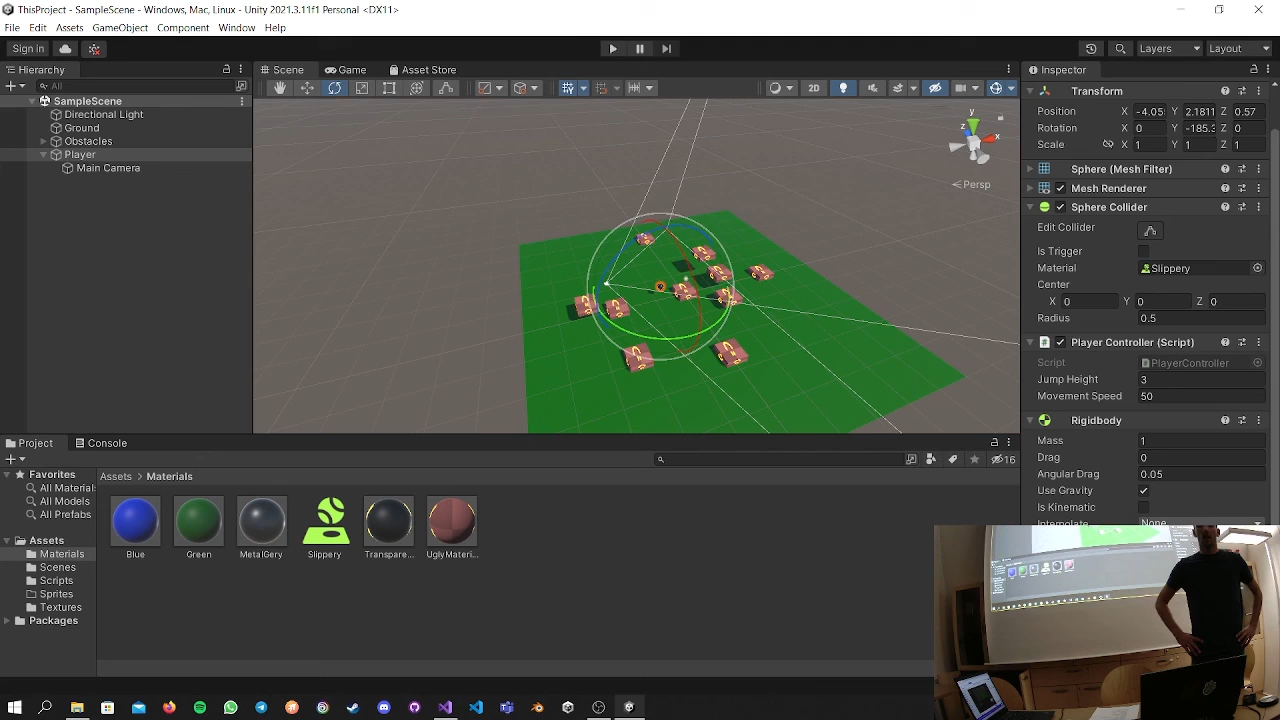 ThisProject - SampleScene - Windows, Mac, Linux - Unity 2021.3.11f1 Personal <DX11>
File Edit Assets GameObject Component Window Help
Sign in
Layers
Layout
Hierarchy
All
SampleScene
Directional Light
Ground
Obstacles
Player
Main Camera
Scene
Game
Asset Store
2D
y
z
x
Persp
Inspector
Transform
Position X -4.05 Y 2.1811 Z 0.57
Rotation X 0 Y -185.3 Z 0
Scale X 1 Y 1 Z 1
Sphere (Mesh Filter)
Mesh Renderer
Sphere Collider
Edit Collider
Is Trigger
Material Slippery
Center
X 0 Y 0 Z 0
Radius 0.5
Player Controller (Script)
Script PlayerController
Jump Height 3
Movement Speed 50
Rigidbody
Mass 1
Drag 0
Angular Drag 0.05
Use Gravity
Is Kinematic
Interpolate None
Project
Console
16
Favorites
All Materials
All Models
All Prefabs
Assets
Materials
Scenes
Scripts
Sprites
Textures
Packages
Assets > Materials
Blue
Green
MetalGery
Slippery
Transpare...
UglyMateri...